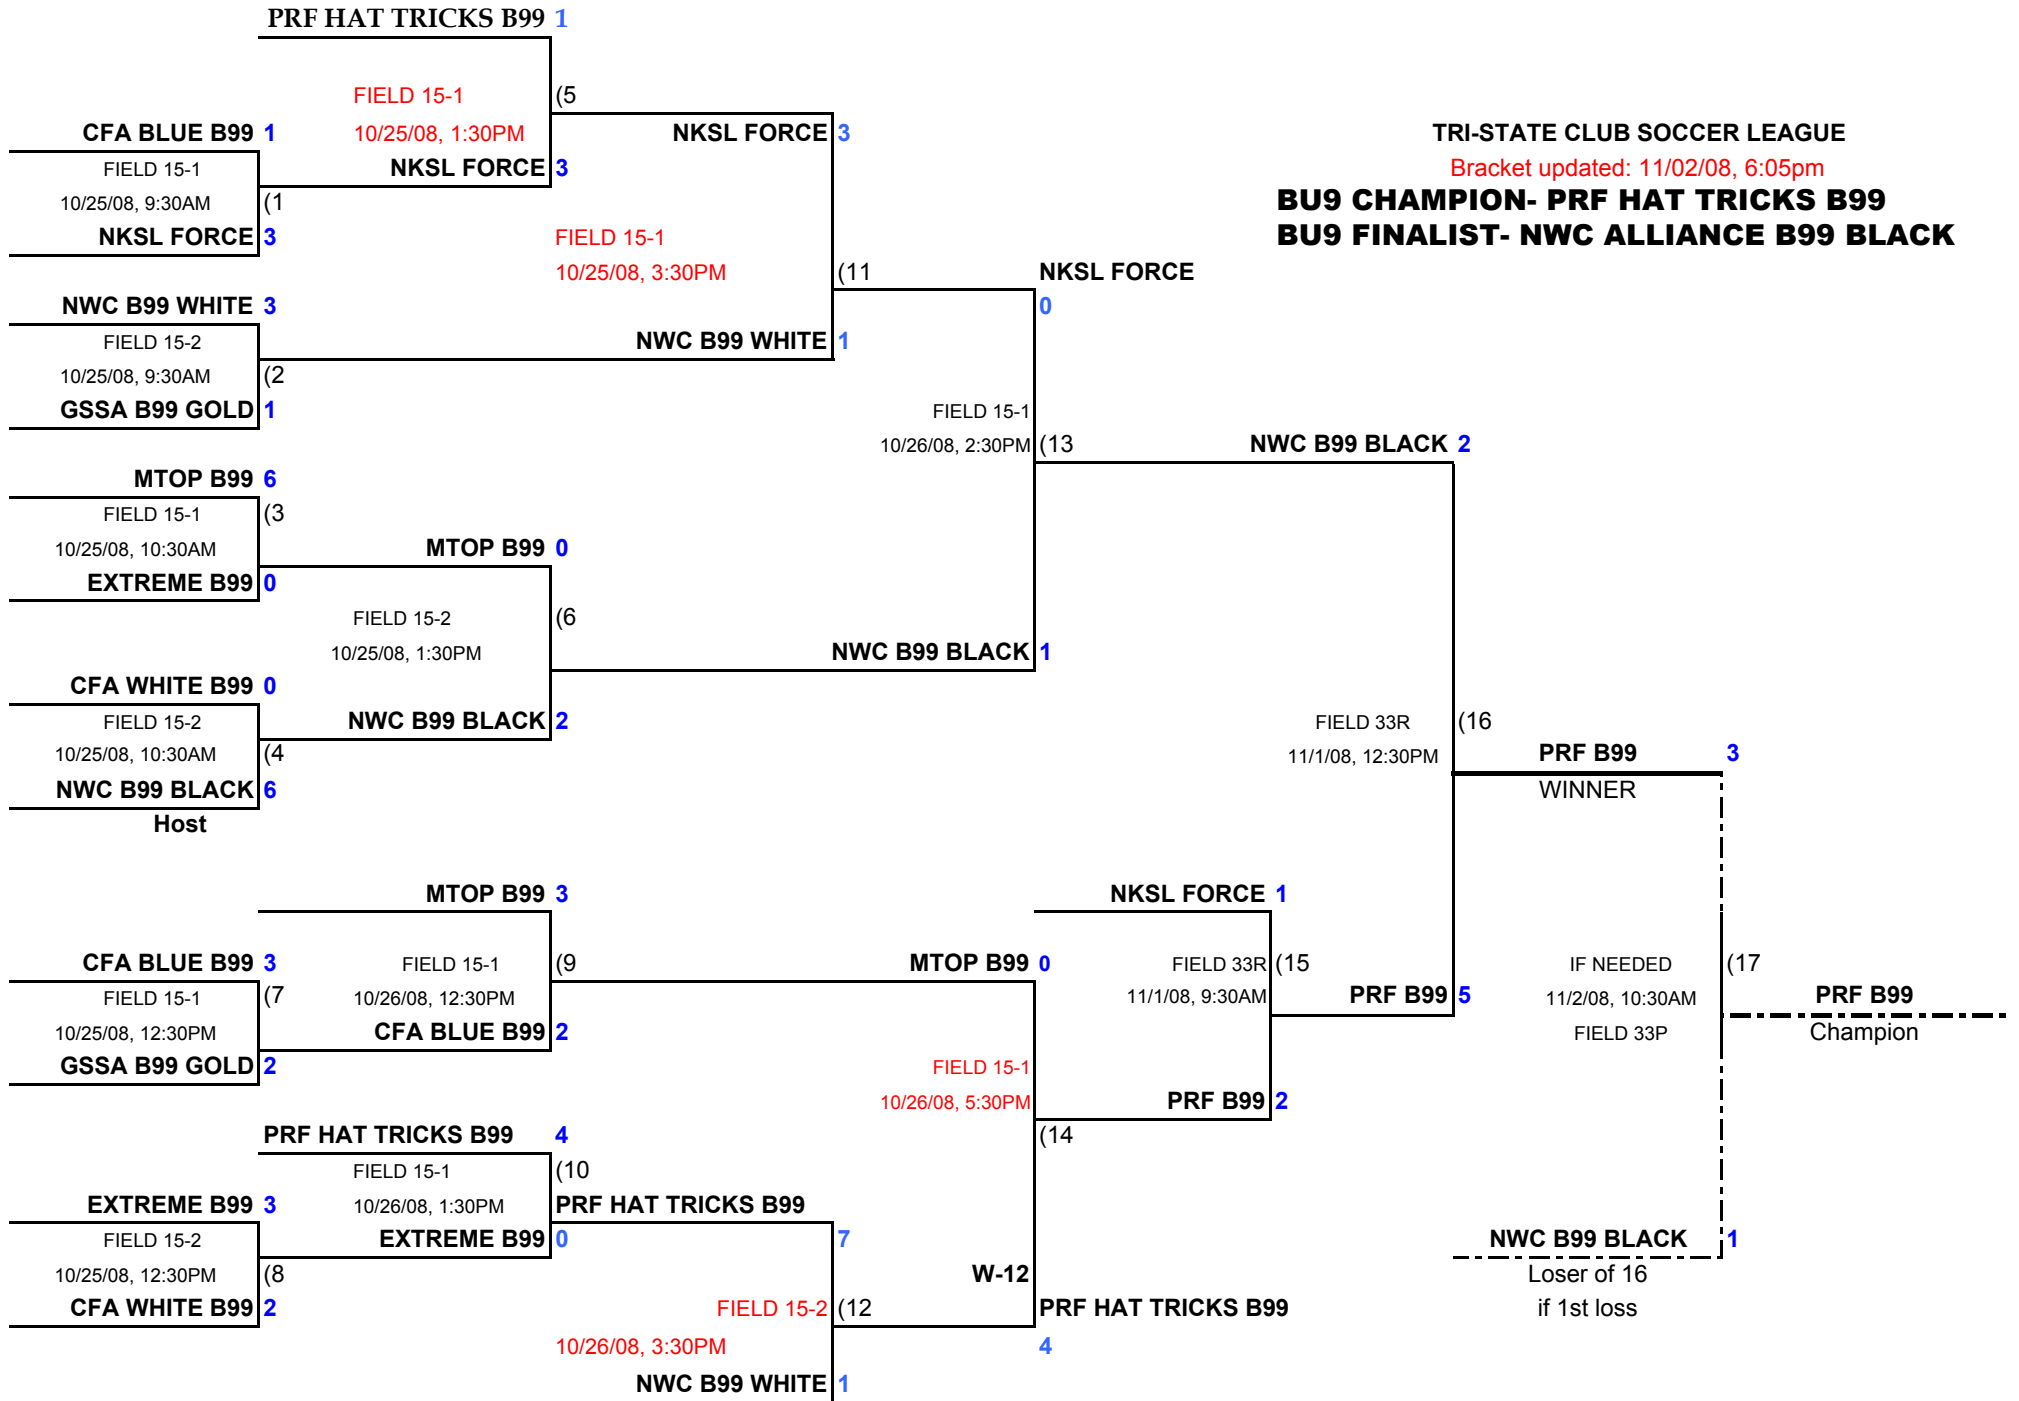 PRF HAT TRICKS B99 1
FIELD 15-1 (5
CFA BLUE B99 1 10/25/08, 1:30PM NKSL FORCE 3 TRI-STATE CLUB SOCCER LEAGUE
FIELD 15-1 NKSL FORCE 3 Bracket updated: 11/02/08, 6:05pm
10/25/08, 9:30AM (1 BU9 CHAMPION- PRF HAT TRICKS B99
NKSL FORCE 3 FIELD 15-1 BU9 FINALIST- NWC ALLIANCE B99 BLACK
10/25/08, 3:30PM (11 NKSL FORCE
NWC B99 WHITE 3 0
FIELD 15-2 NWC B99 WHITE 1
10/25/08, 9:30AM (2
GSSA B99 GOLD 1 FIELD 15-1
10/26/08, 2:30PM (13 NWC B99 BLACK 2
MTOP B99 6
FIELD 15-1 (3
10/25/08, 10:30AM MTOP B99 0
EXTREME B99 0
FIELD 15-2 (6
10/25/08, 1:30PM NWC B99 BLACK 1
CFA WHITE B99 0
FIELD 15-2 NWC B99 BLACK 2 FIELD 33R (16
10/25/08, 10:30AM (4 11/1/08, 12:30PM PRF B99 3
NWC B99 BLACK 6 WINNER
Host
MTOP B99 3 NKSL FORCE 1
CFA BLUE B99 3 FIELD 15-1 (9 MTOP B99 0 FIELD 33R (15 IF NEEDED (17
FIELD 15-1 (7 10/26/08, 12:30PM 11/1/08, 9:30AM PRF B99 5 11/2/08, 10:30AM PRF B99
10/25/08, 12:30PM CFA BLUE B99 2 FIELD 33P Champion
GSSA B99 GOLD 2 FIELD 15-1
10/26/08, 5:30PM PRF B99 2
PRF HAT TRICKS B99 4 (14
FIELD 15-1 (10
EXTREME B99 3 10/26/08, 1:30PM PRF HAT TRICKS B99
FIELD 15-2 EXTREME B99 0 7 NWC B99 BLACK 1
10/25/08, 12:30PM (8 W-12 Loser of 16
CFA WHITE B99 2 FIELD 15-2 (12 PRF HAT TRICKS B99 if 1st loss
10/26/08, 3:30PM 4
NWC B99 WHITE 1